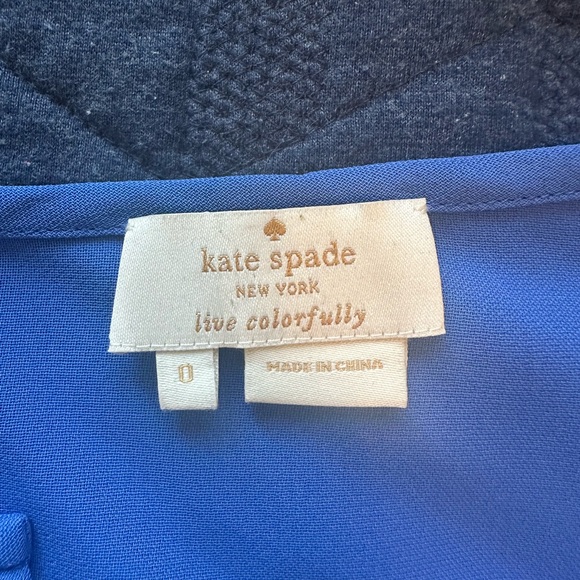 kate spade
NEW YORK
live colorfully
0
MADE IN CHINA